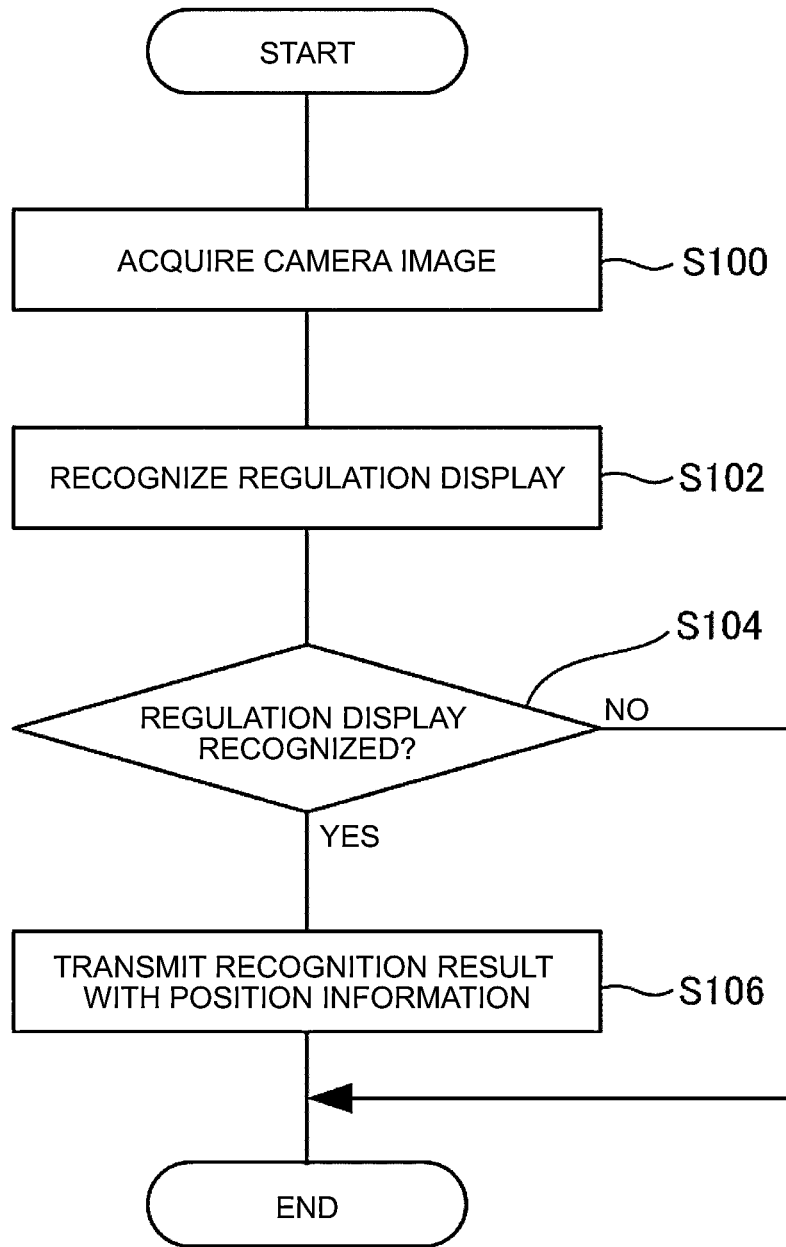 START
ACQUIRE CAMERA IMAGE
S100
RECOGNIZE REGULATION DISPLAY
S102
S104
REGULATION DISPLAY
RECOGNIZED?
NO
YES
TRANSMIT RECOGNITION RESULT
WITH POSITION INFORMATION
S106
END